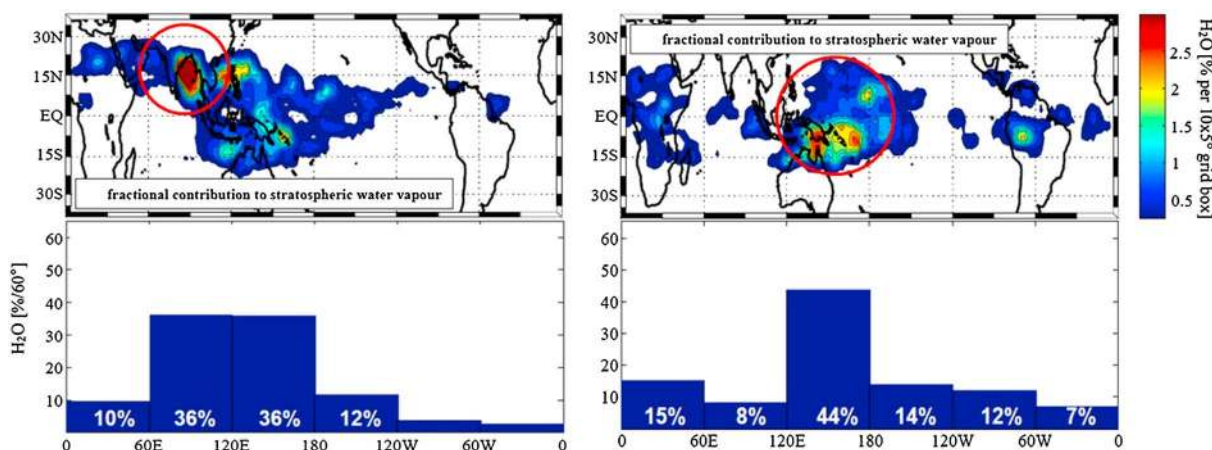 30N
15N
EQ
15S
30S
fractional contribution to stratospheric water vapour
fractional contribution to stratospheric water vapour
H₂O [% per 10x5° grid box]
2.5
2
1.5
1
0.5
H₂O [%/60°]
60
50
40
30
20
10
10%
36%
36%
12%
0
60E
120E
180
120W
60W
0
30N
15N
EQ
15S
30S
60
50
40
30
20
10
15%
8%
44%
14%
12%
7%
0
60E
120E
180
120W
60W
0